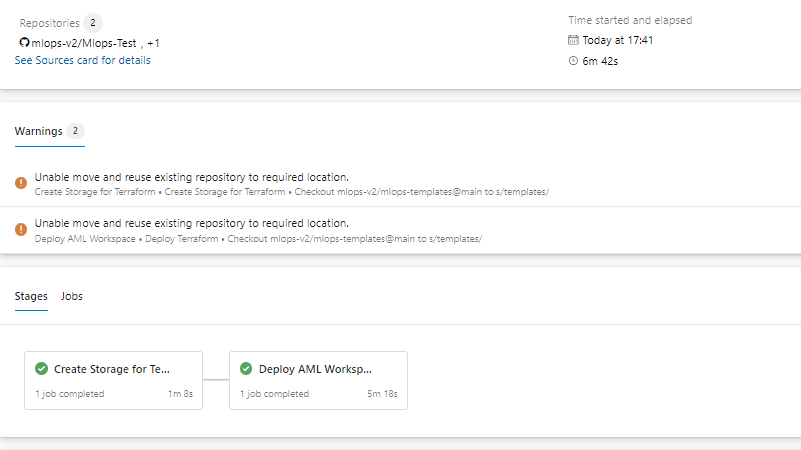 Repositories 2
mlops-v2/Mlops-Test , +1
See Sources card for details
Time started and elapsed
Today at 17:41
6m 42s
Warnings 2
Unable move and reuse existing repository to required location.
Create Storage for Terraform • Create Storage for Terraform • Checkout mlops-v2/mlops-templates@main to s/templates/
Unable move and reuse existing repository to required location.
Deploy AML Workspace • Deploy Terraform • Checkout mlops-v2/mlops-templates@main to s/templates/
Stages Jobs
Create Storage for Te...
1 job completed 1m 8s
Deploy AML Worksp...
1 job completed 5m 18s